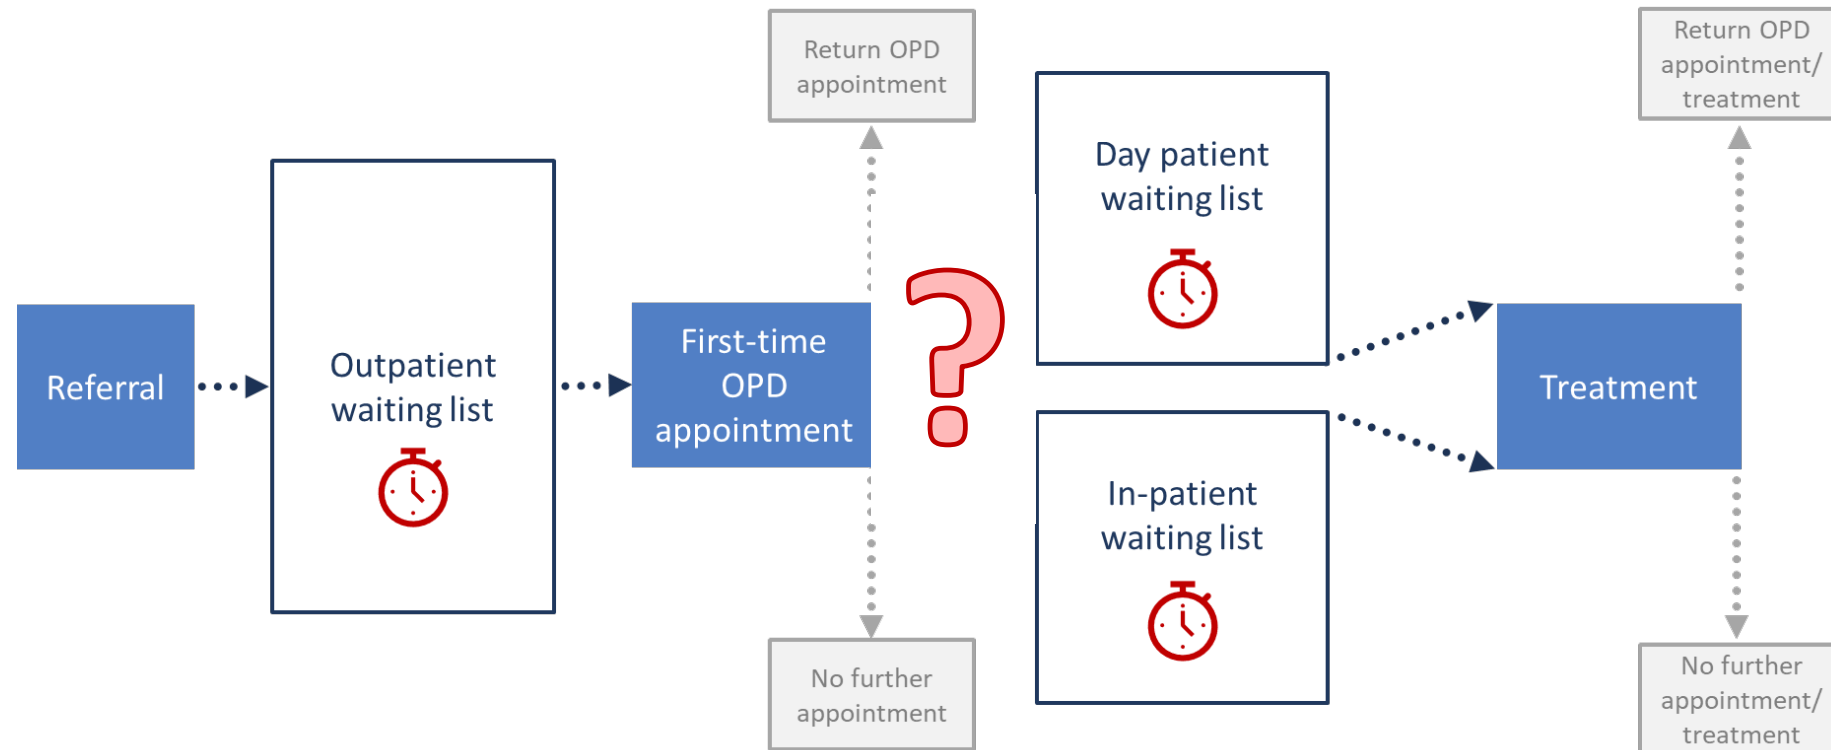 Referral
Outpatient
waiting list
First-time
OPD
appointment
Return OPD
appointment
No further
appointment
?
Day patient
waiting list
In-patient
waiting list
Treatment
Return OPD
appointment/
treatment
No further
appointment/
treatment